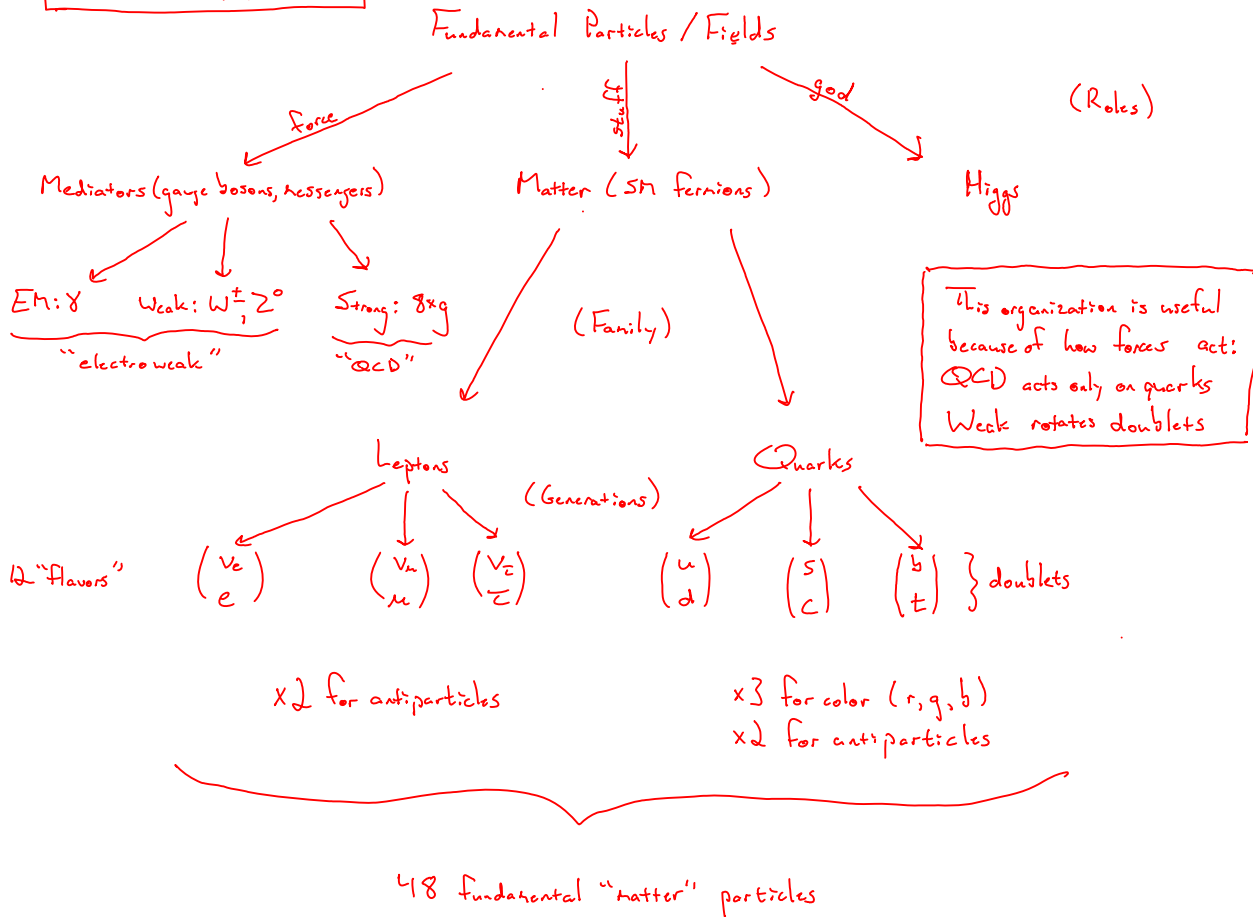 Fundamental Particles / Fields
force
stuff
god
(Roles)
Mediators (gauge bosons, messengers)
Matter (SM fermions)
Higgs
EM: γ
Weak: W±, Z⁰
Strong: 8×g
"electroweak"
"QCD"
(Family)
This organization is useful
because of how forces act:
QCD acts only on quarks
Weak rotates doublets
Leptons
Quarks
(Generations)
12 "flavors"
(νe e)
(νμ μ)
(ντ τ)
(u d)
(s c)
(b t)
} doublets
x2 for antiparticles
x3 for color (r, g, b)
x2 for antiparticles
48 fundamental "matter" particles